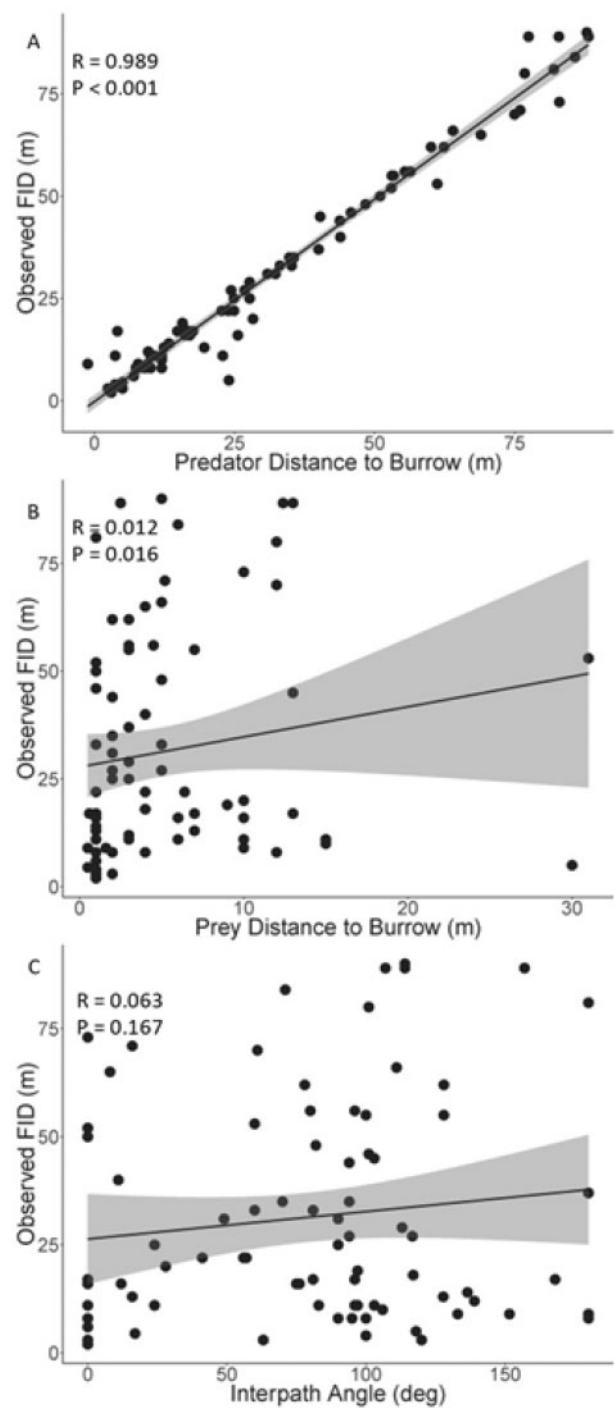 A
R = 0.989
P < 0.001
Observed FID (m)
75
50
25
0
0 25 50 75
Predator Distance to Burrow (m)
B
R = 0.012
P = 0.016
Observed FID (m)
75
50
25
0
0 10 20 30
Prey Distance to Burrow (m)
C
R = 0.063
P = 0.167
Observed FID (m)
75
50
25
0
0 50 100 150
Interpath Angle (deg)